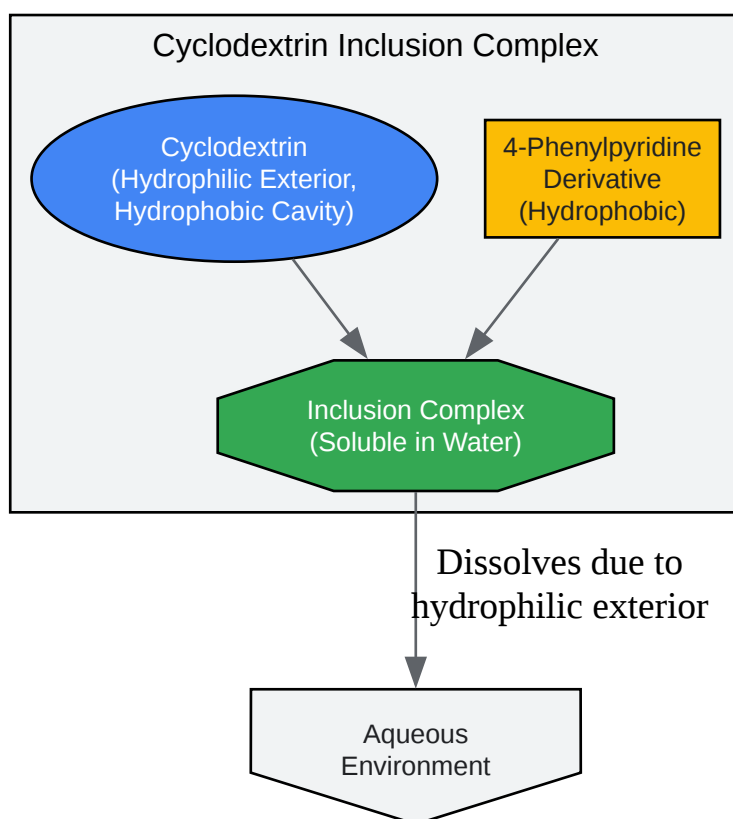 Cyclodextrin Inclusion Complex
Cyclodextrin
(Hydrophilic Exterior,
Hydrophobic Cavity)
4-Phenylpyridine
Derivative
(Hydrophobic)
Inclusion Complex
(Soluble in Water)
Dissolves due to
hydrophilic exterior
Aqueous
Environment